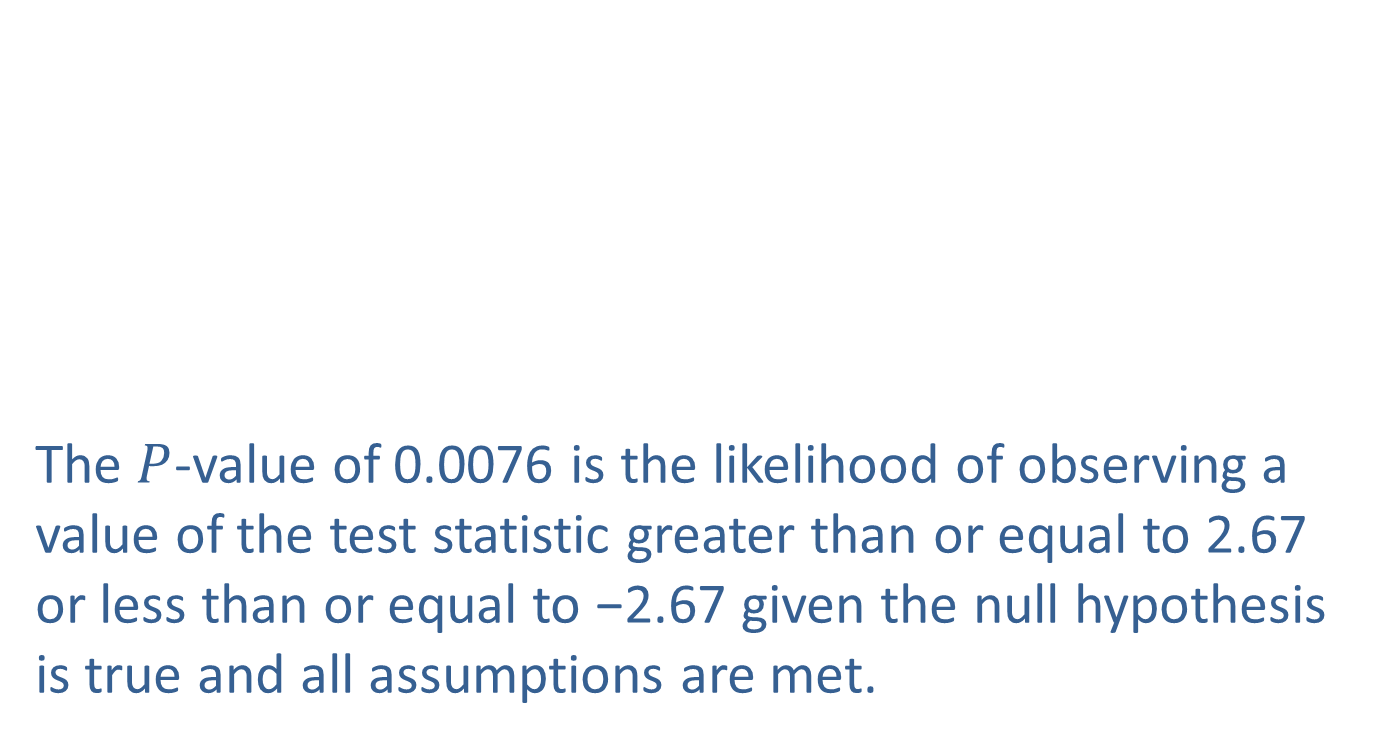 The P-value of 0.0076 is the likelihood of observing a
value of the test statistic greater than or equal to 2.67
or less than or equal to −2.67 given the null hypothesis
is true and all assumptions are met.